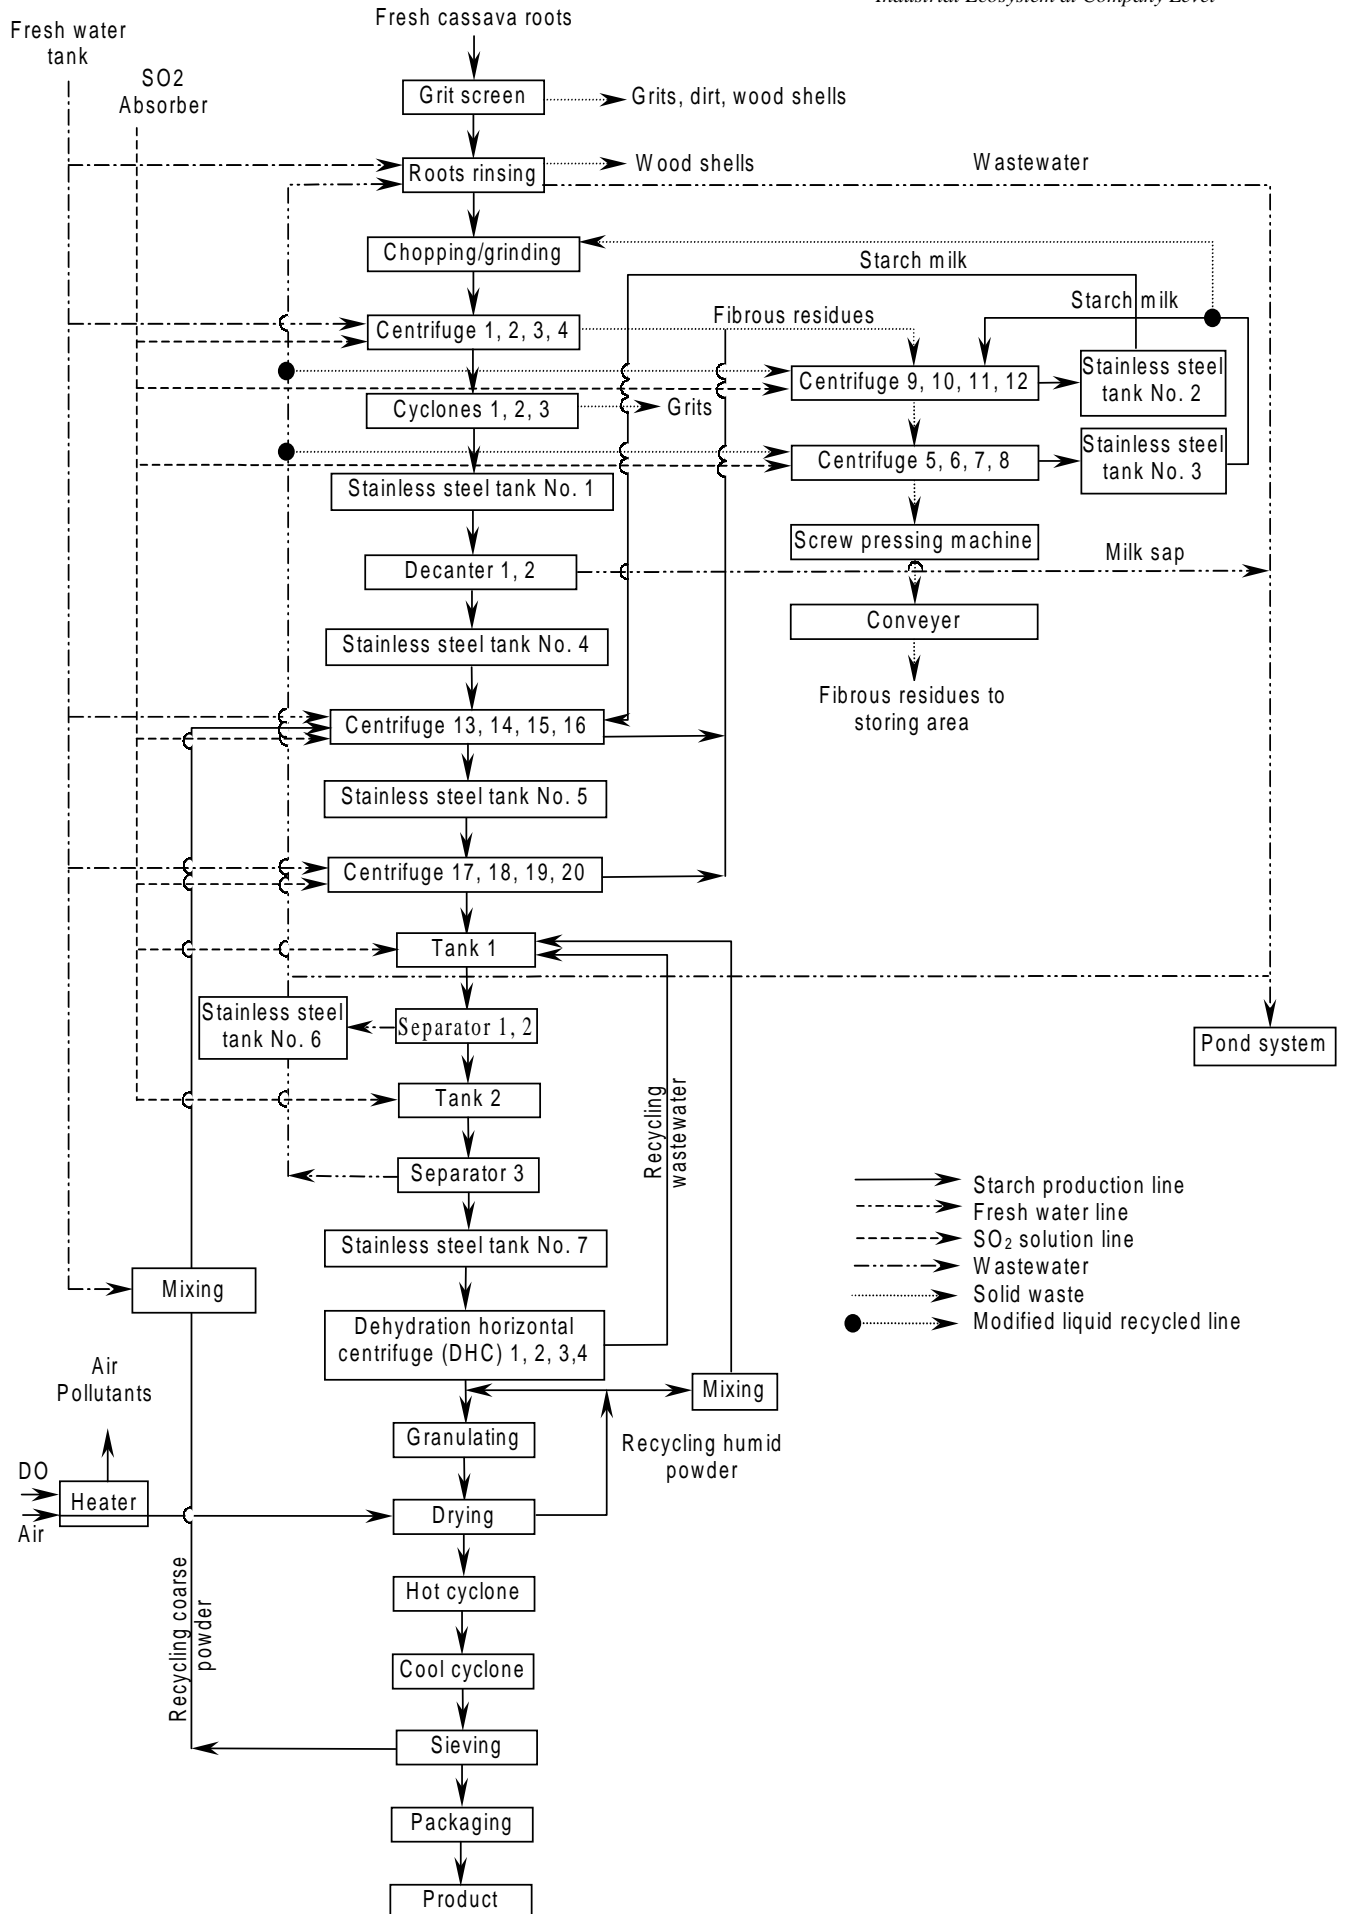 Industrial Ecosystem at Company Level
Fresh cassava roots
Fresh water
tank
SO2
Absorber
Grit screen
Grits, dirt, wood shells
Roots rinsing
Wood shells
Wastewater
Chopping/grinding
Starch milk
Starch milk
Centrifuge 1, 2, 3, 4
Fibrous residues
Centrifuge 9, 10, 11, 12
Stainless steel
tank No. 2
Cyclones 1, 2, 3
Grits
Centrifuge 5, 6, 7, 8
Stainless steel
tank No. 3
Stainless steel tank No. 1
Screw pressing machine
Milk sap
Decanter 1, 2
Conveyer
Stainless steel tank No. 4
Fibrous residues to
storing area
Centrifuge 13, 14, 15, 16
Stainless steel tank No. 5
Centrifuge 17, 18, 19, 20
Tank 1
Stainless steel
tank No. 6
Separator 1, 2
Pond system
Tank 2
Recycling
wastewater
Separator 3
Stainless steel tank No. 7
Mixing
Dehydration horizontal
centrifuge (DHC) 1, 2, 3,4
Starch production line
Fresh water line
SO2 solution line
Wastewater
Solid waste
Modified liquid recycled line
Air
Pollutants
Mixing
Granulating
Recycling humid
powder
DO
Heater
Air
Drying
Hot cyclone
Recycling coarse
powder
Cool cyclone
Sieving
Packaging
Product